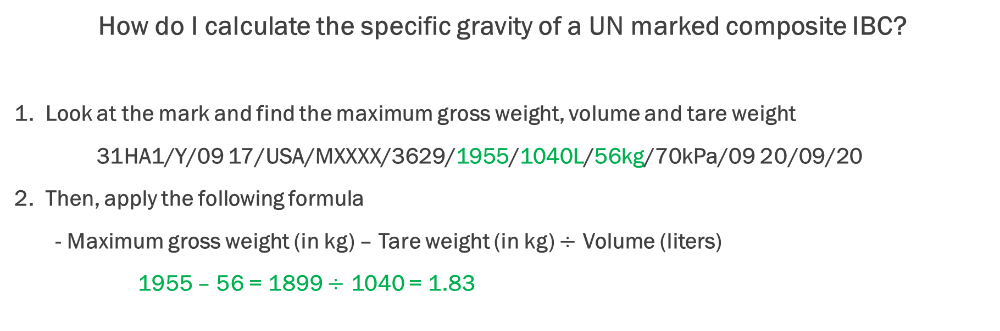 How do I calculate the specific gravity of a UN marked composite IBC?
1. Look at the mark and find the maximum gross weight, volume and tare weight
31HA1/Y/09 17/USA/MXXXX/3629/1955/1040L/56kg/70kPa/09 20/09/20
2. Then, apply the following formula
- Maximum gross weight (in kg) – Tare weight (in kg) ÷ Volume (liters)
1955 – 56 = 1899 ÷ 1040 = 1.83